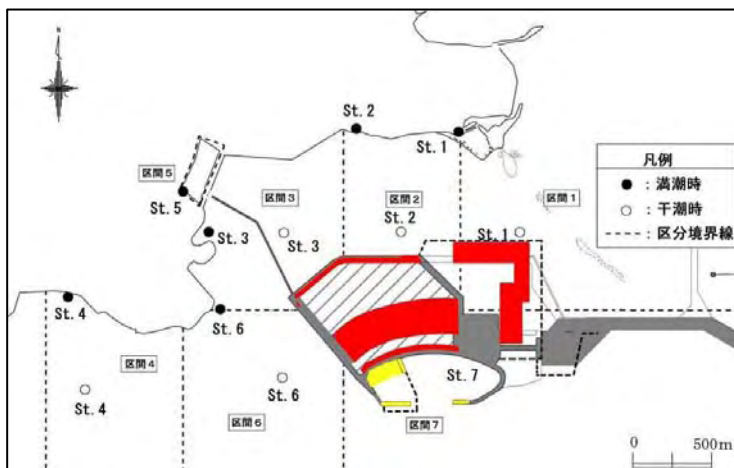 St. 2
St. 1
凡例
● : 満潮時
○ : 干潮時
---- : 区分境界線
区間5
St. 5
区間3
区間2
区間1
St. 3
St. 3
St. 2
St. 1
St. 4
St. 6
区間4
St. 4
St. 6
St. 7
区間6
区間7
0 500m